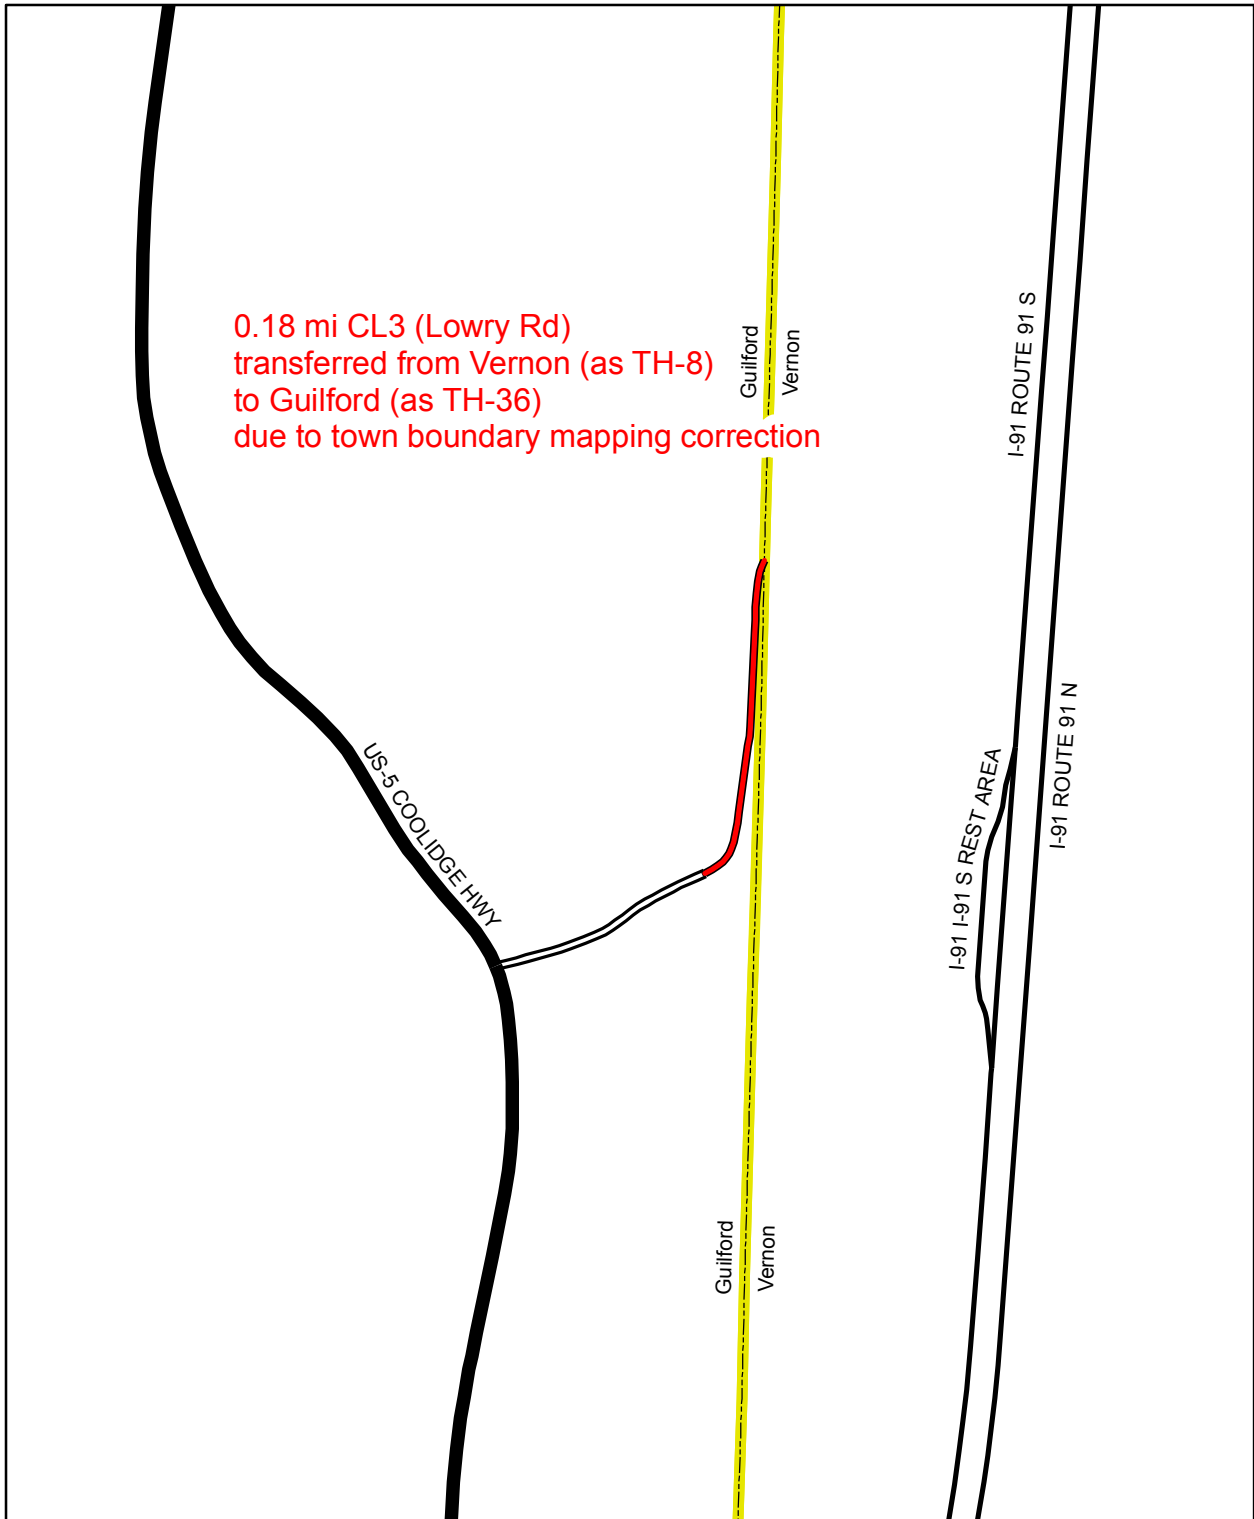 0.18 mi CL3 (Lowry Rd)
transferred from Vernon (as TH-8)
to Guilford (as TH-36)
due to town boundary mapping correction
Guilford
Vernon
I-91 ROUTE 91 S
US-5 COOLIDGE HWY
I-91 I-91 S REST AREA
I-91 ROUTE 91 N
Guilford
Vernon